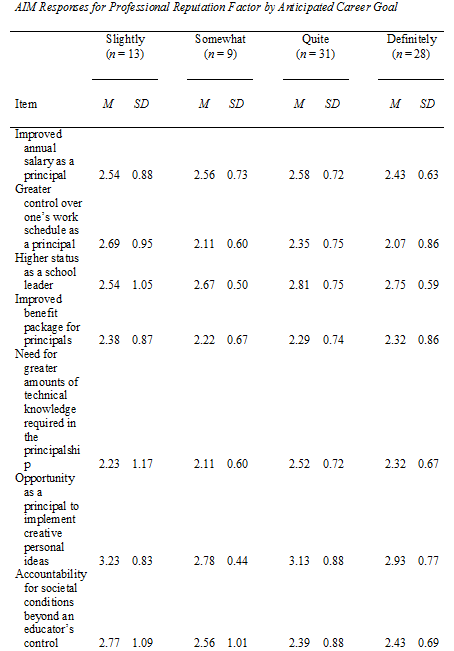 AIM Responses for Professional Reputation Factor by Anticipated Career Goal
Slightly Somewhat Quite Definitely
(n = 13) (n = 9) (n = 31) (n = 28)
Item M SD M SD M SD M SD
Improved
annual
salary as a
principal 2.54 0.88 2.56 0.73 2.58 0.72 2.43 0.63
Greater
control over
one's work
schedule as
a principal 2.69 0.95 2.11 0.60 2.35 0.75 2.07 0.86
Higher status
as a school
leader 2.54 1.05 2.67 0.50 2.81 0.75 2.75 0.59
Improved
benefit
package for
principals 2.38 0.87 2.22 0.67 2.29 0.74 2.32 0.86
Need for
greater
amounts of
technical
knowledge
required in
the
principalshi
p 2.23 1.17 2.11 0.60 2.52 0.72 2.32 0.67
Opportunity
as a
principal to
implement
creative
personal
ideas 3.23 0.83 2.78 0.44 3.13 0.88 2.93 0.77
Accountability
for societal
conditions
beyond an
educator's
control 2.77 1.09 2.56 1.01 2.39 0.88 2.43 0.69